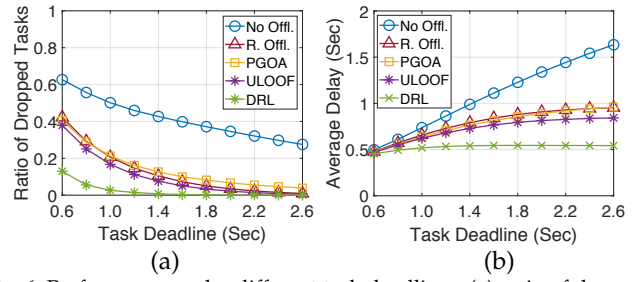 Ratio of Dropped Tasks
1
0.8
0.6
0.4
0.2
0
No Offl.
R. Offl.
PGOA
ULOOF
DRL
0.6 1.0 1.4 1.8 2.2 2.6
Task Deadline (Sec)
(a)
Average Delay (Sec)
2
1.5
1
0.5
0
No Offl.
R. Offl.
PGOA
ULOOF
DRL
0.6 1.0 1.4 1.8 2.2 2.6
Task Deadline (Sec)
(b)